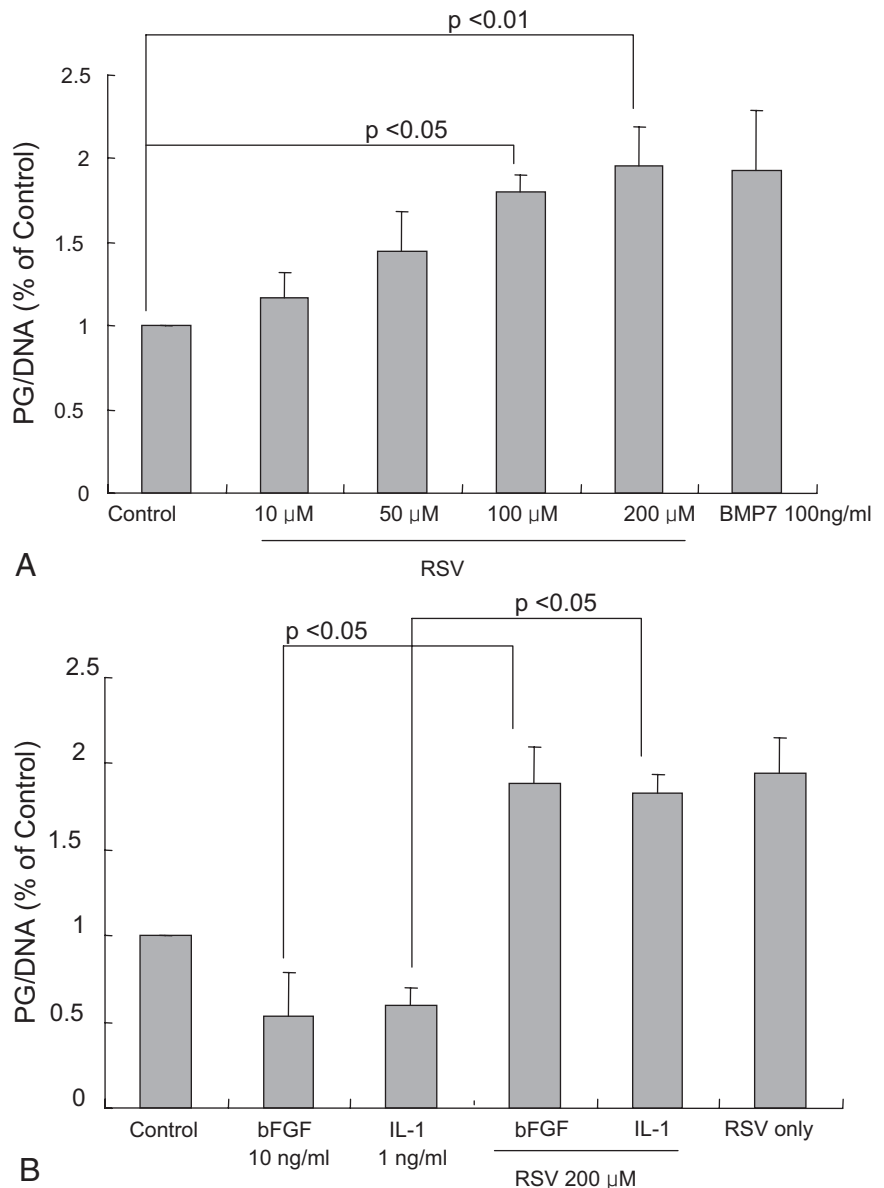 p <0.01
2.5
p <0.05
2
1.5
1
0.5
0
PG/DNA (% of Control)
Control 10 µM 50 µM 100 µM 200 µM BMP7 100ng/ml
RSV
A
p <0.05
p <0.05
2.5
2
1.5
1
0.5
0
PG/DNA (% of Control)
Control bFGF IL-1 bFGF IL-1 RSV only
10 ng/ml 1 ng/ml
RSV 200 µM
B